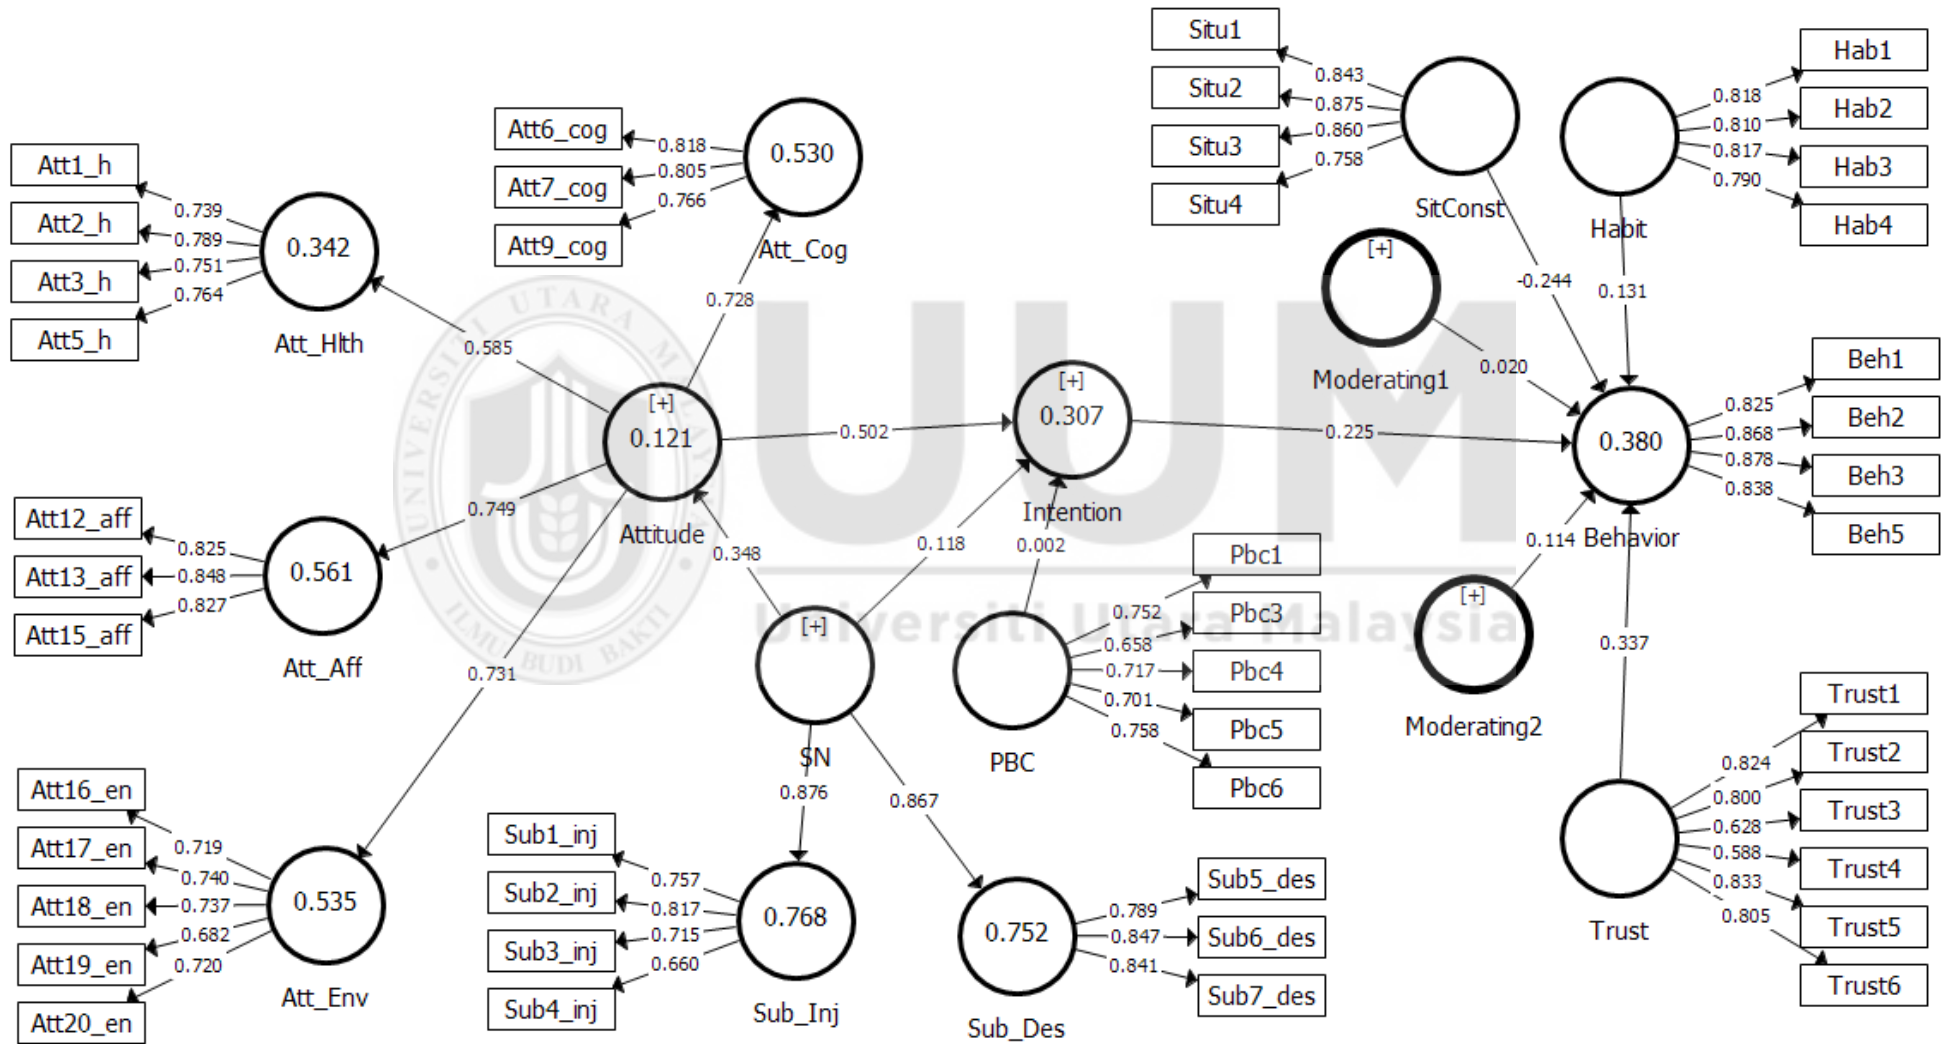 Situ1
0.843
Situ2
0.875
Situ3
0.860
Situ4
0.758
SitConst
Hab1
0.818
Hab2
0.810
Hab3
0.817
Hab4
0.790
Habit
Att6_cog
0.818
Att7_cog
0.805
Att9_cog
0.766
0.530
Att_Cog
Att1_h
0.739
Att2_h
0.789
Att3_h
0.751
Att5_h
0.764
0.342
Att_Hlth
0.585
0.728
[+]
0.121
Attitude
0.502
[+]
0.307
Intention
0.225
[+]
Moderating1
0.020
-0.244
0.131
0.380
Behavior
Beh1
0.825
Beh2
0.868
Beh3
0.878
Beh5
0.838
Att12_aff
0.825
Att13_aff
0.848
Att15_aff
0.827
0.561
Att_Aff
0.749
0.731
0.348
0.118
0.002
[+]
SN
PBC
Pbc1
0.752
Pbc3
0.658
Pbc4
0.717
Pbc5
0.701
Pbc6
0.758
[+]
Moderating2
0.114
0.337
Trust
Trust1
0.824
Trust2
0.800
Trust3
0.628
Trust4
0.588
Trust5
0.833
Trust6
0.805
Att16_en
0.719
Att17_en
0.740
Att18_en
0.737
Att19_en
0.682
Att20_en
0.720
0.535
Att_Env
0.876
0.867
Sub1_inj
0.757
Sub2_inj
0.817
Sub3_inj
0.715
Sub4_inj
0.660
0.768
Sub_Inj
0.752
Sub_Des
Sub5_des
0.789
Sub6_des
0.847
Sub7_des
0.841
UUM
Universiti Utara Malaysia
UNIVERSITI UTARA MALAYSIA
ILMU BUDI BAKTI